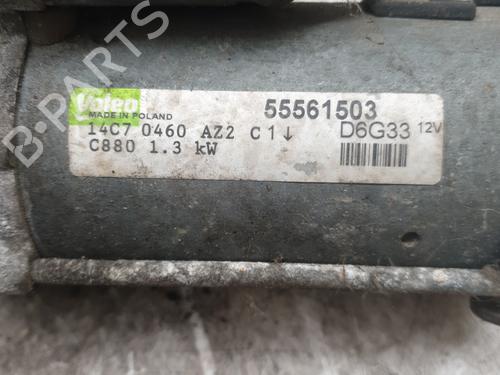 B-PARTS
Valeo
MADE IN POLAND
55561503
14C7 0460 AZ2 C1↓ D6G33 12V
C880 1.3 kW